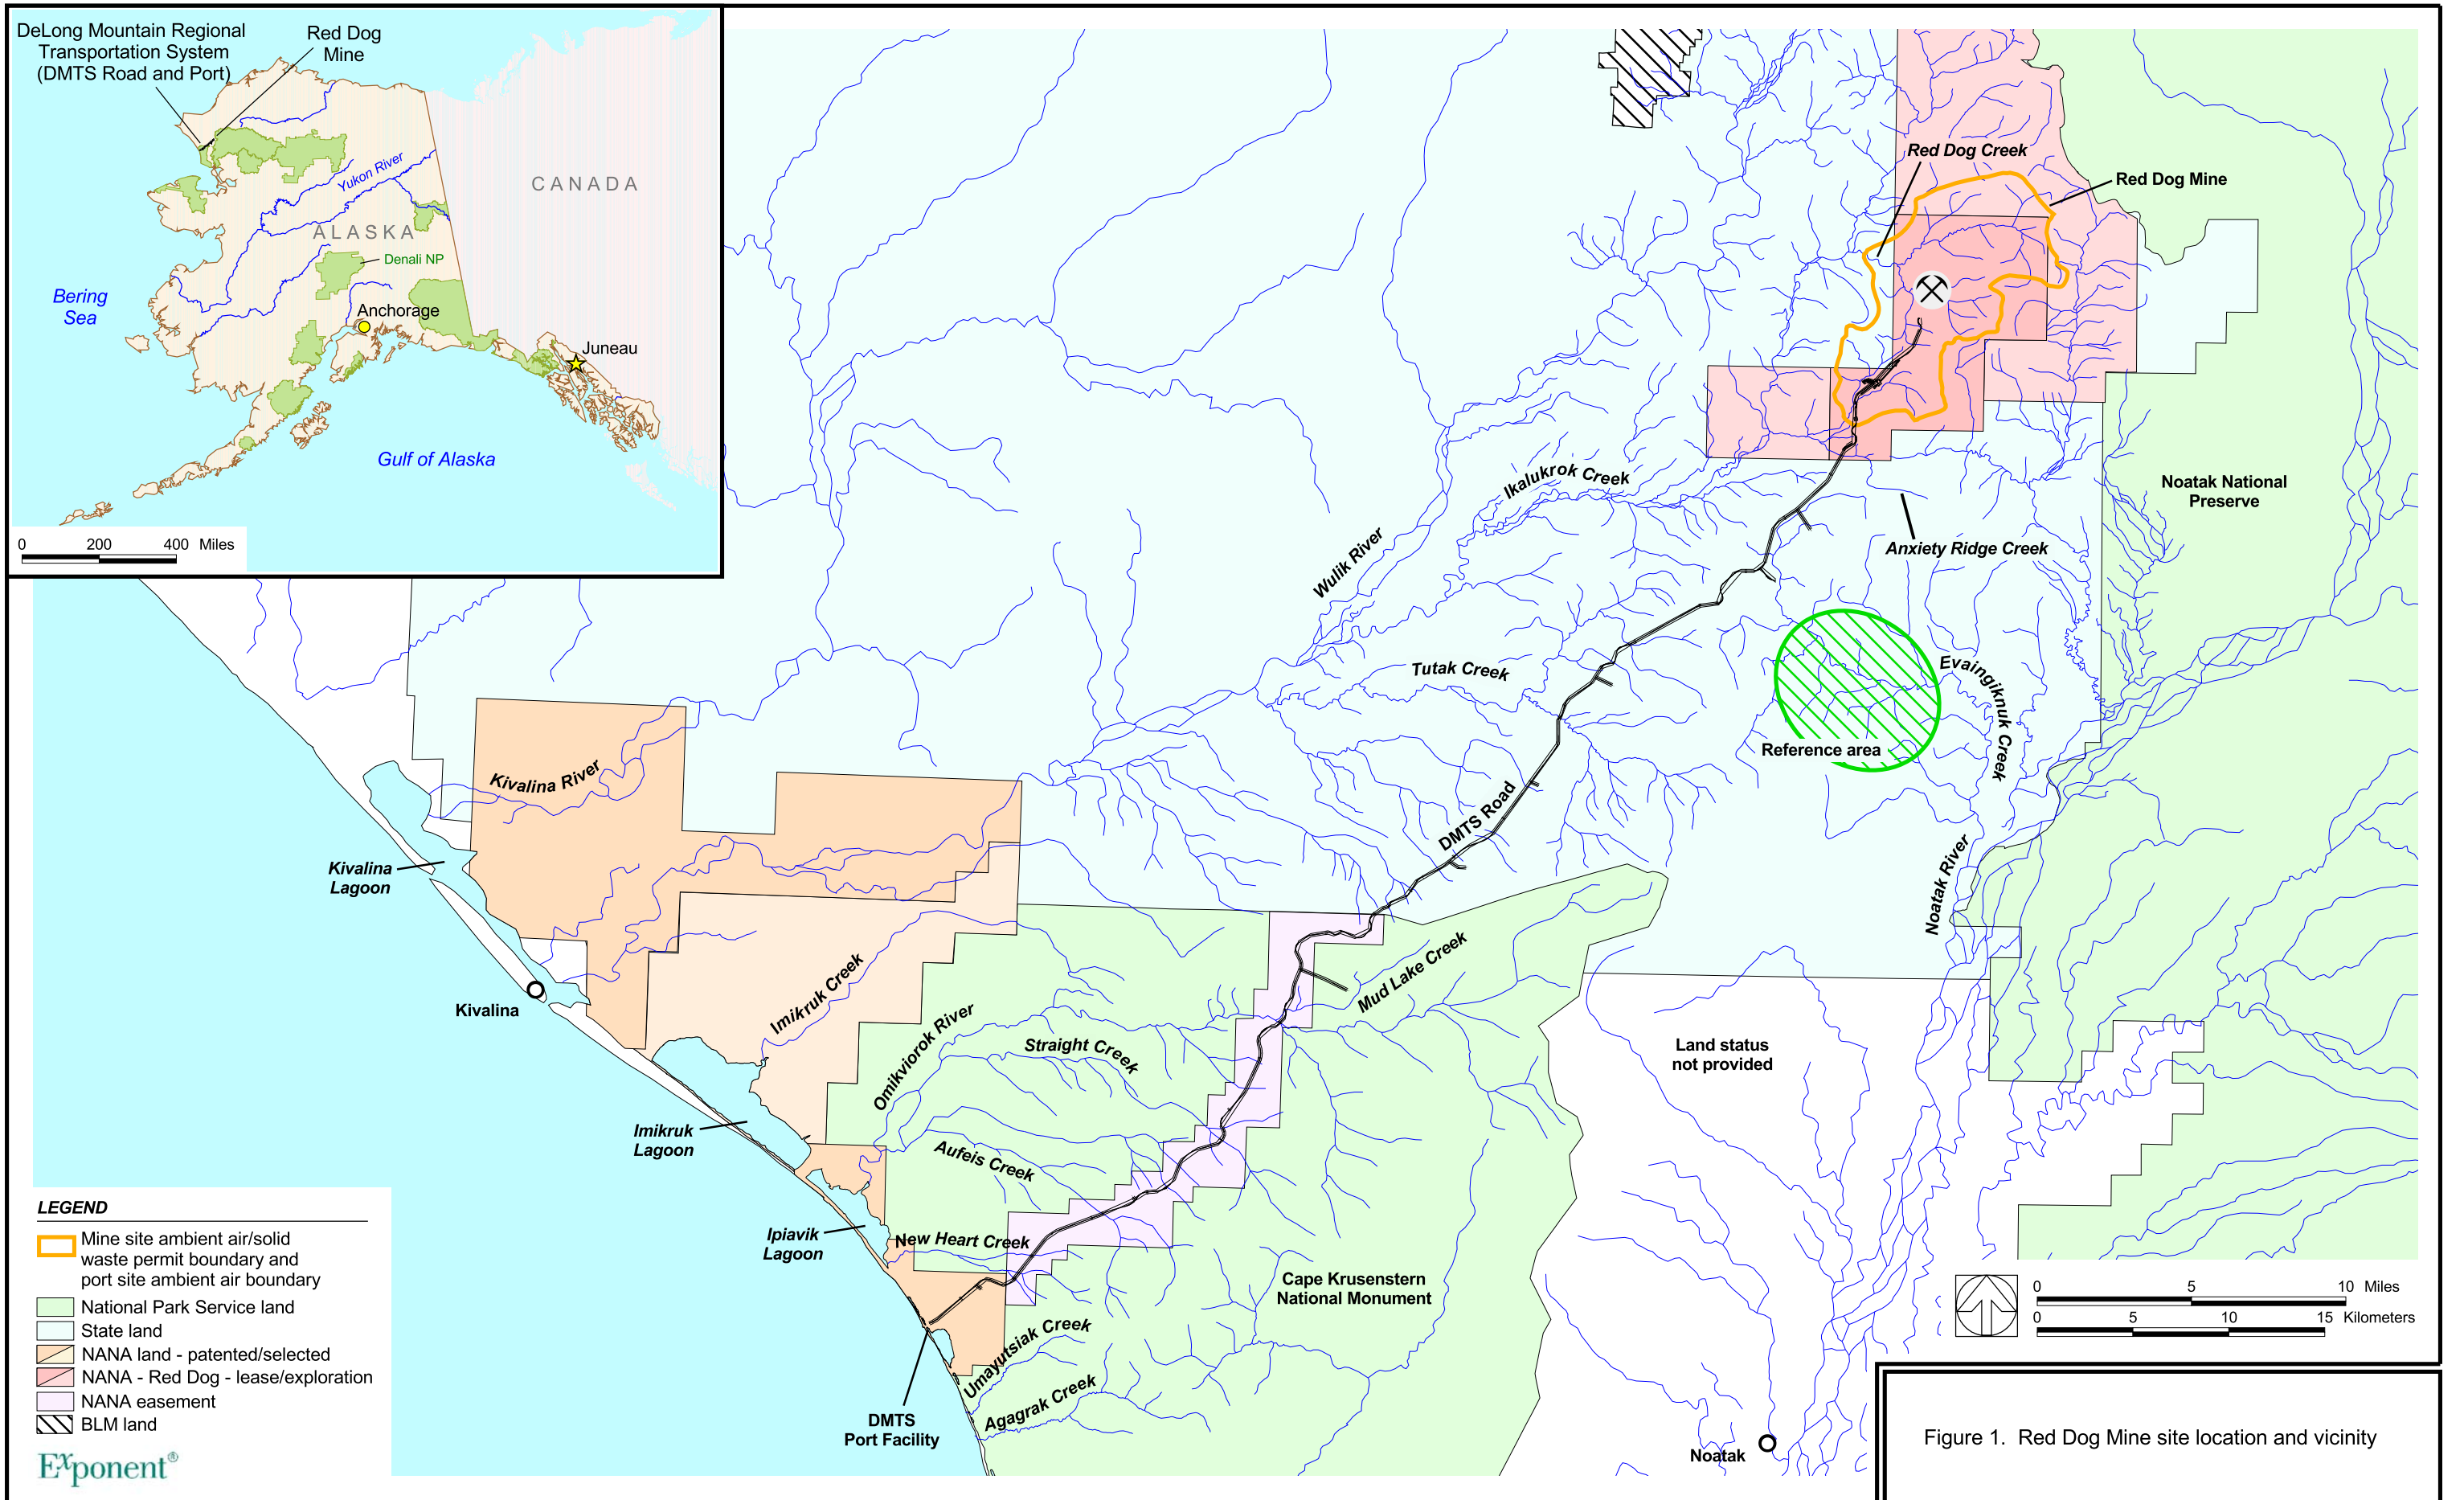 DeLong Mountain Regional
Transportation System
(DMTS Road and Port)
Red Dog
Mine
CANADA
Yukon River
ALASKA
Denali NP
Bering
Sea
Anchorage
Juneau
Gulf of Alaska
0 200 400 Miles
Red Dog Creek
Red Dog Mine
Noatak National
Preserve
Ikalukrok Creek
Anxiety Ridge Creek
Wulik River
Tutak Creek
Evaingiknuk Creek
Reference area
Kivalina River
DMTS Road
Kivalina
Lagoon
Noatak River
Mud Lake Creek
Imikruk Creek
Kivalina
Omikviorok River
Straight Creek
Land status
not provided
Imikruk
Lagoon
Aufeis Creek
Ipiavik
Lagoon
New Heart Creek
Cape Krusenstern
National Monument
Umayutsiak Creek
Agagrak Creek
DMTS
Port Facility
Noatak
LEGEND
Mine site ambient air/solid
waste permit boundary and
port site ambient air boundary
National Park Service land
State land
NANA land - patented/selected
NANA - Red Dog - lease/exploration
NANA easement
BLM land
Exponent®
0 5 10 Miles
0 5 10 15 Kilometers
Figure 1. Red Dog Mine site location and vicinity